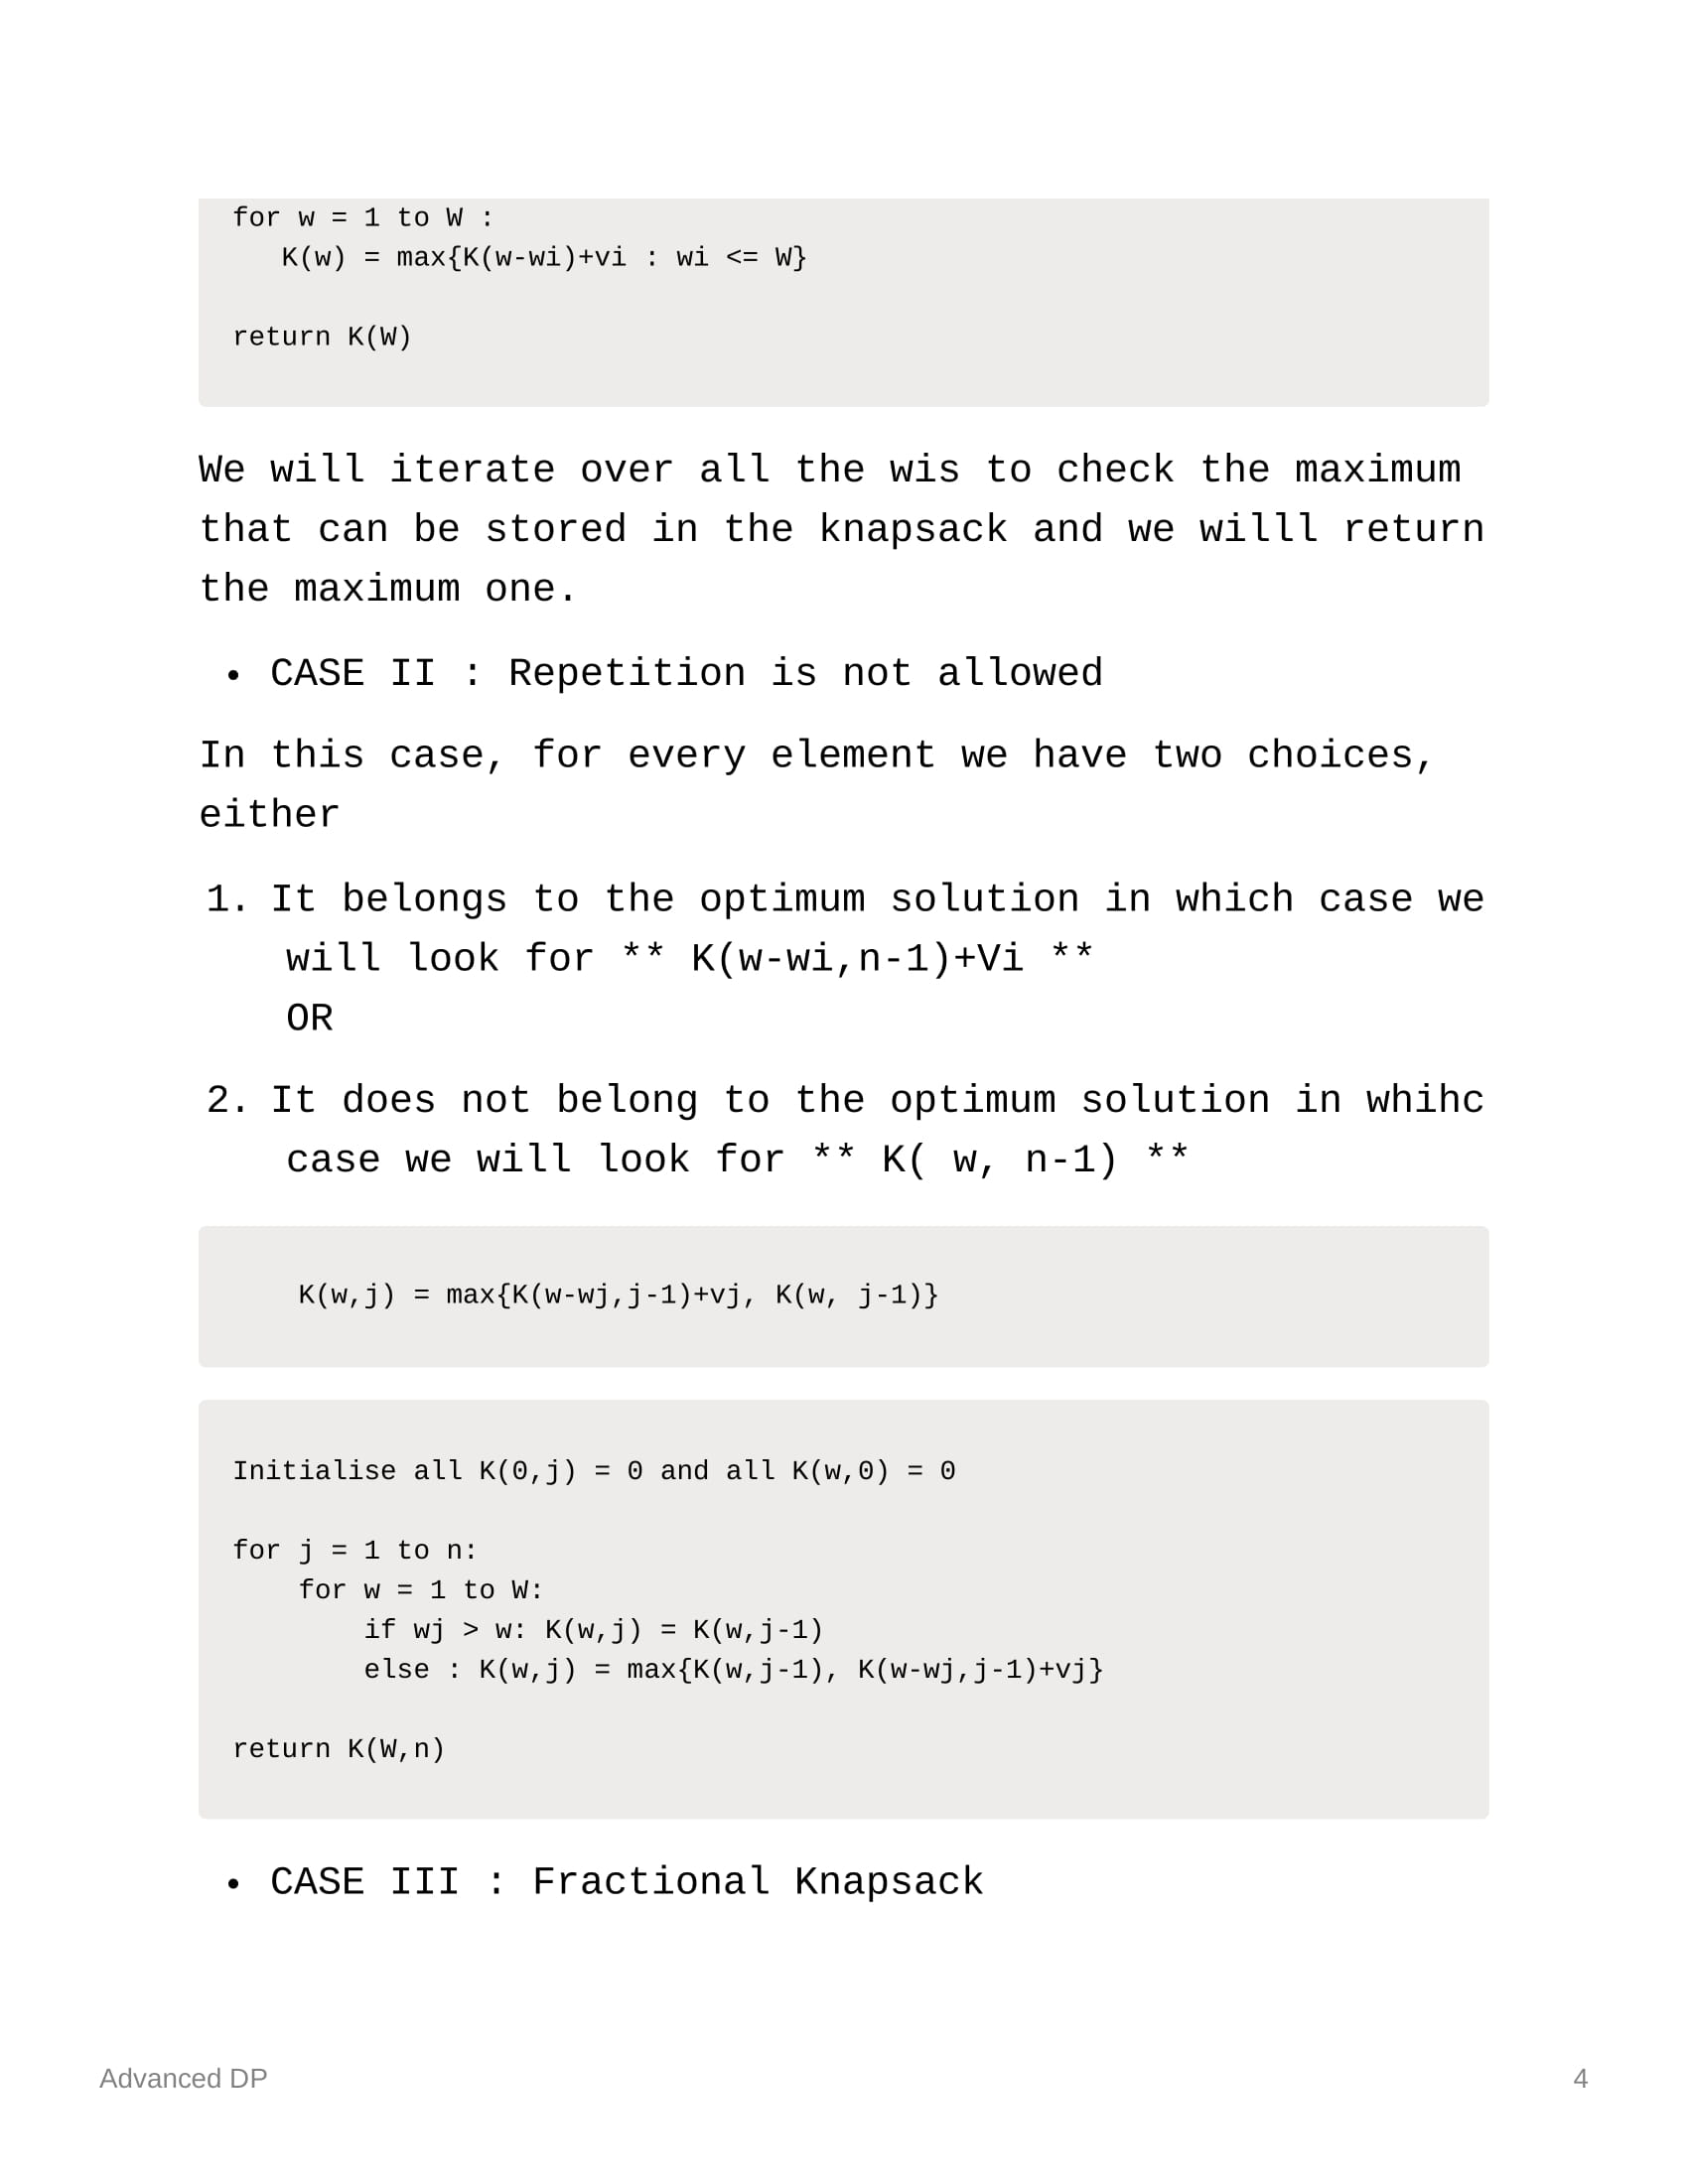 for w = 1 to W :
   K(w) = max{K(w-wi)+vi : wi <= W}

return K(W)

We will iterate over all the wis to check the maximum
that can be stored in the knapsack and we willl return
the maximum one.
• CASE II : Repetition is not allowed
In this case, for every element we have two choices,
either
1. It belongs to the optimum solution in which case we
will look for ** K(w-wi,n-1)+Vi **
OR
2. It does not belong to the optimum solution in whihc
case we will look for ** K( w, n-1) **

    K(w,j) = max{K(w-wj,j-1)+vj, K(w, j-1)}

Initialise all K(0,j) = 0 and all K(w,0) = 0

for j = 1 to n:
    for w = 1 to W:
        if wj > w: K(w,j) = K(w,j-1)
        else : K(w,j) = max{K(w,j-1), K(w-wj,j-1)+vj}

return K(W,n)

• CASE III : Fractional Knapsack
Advanced DP
4